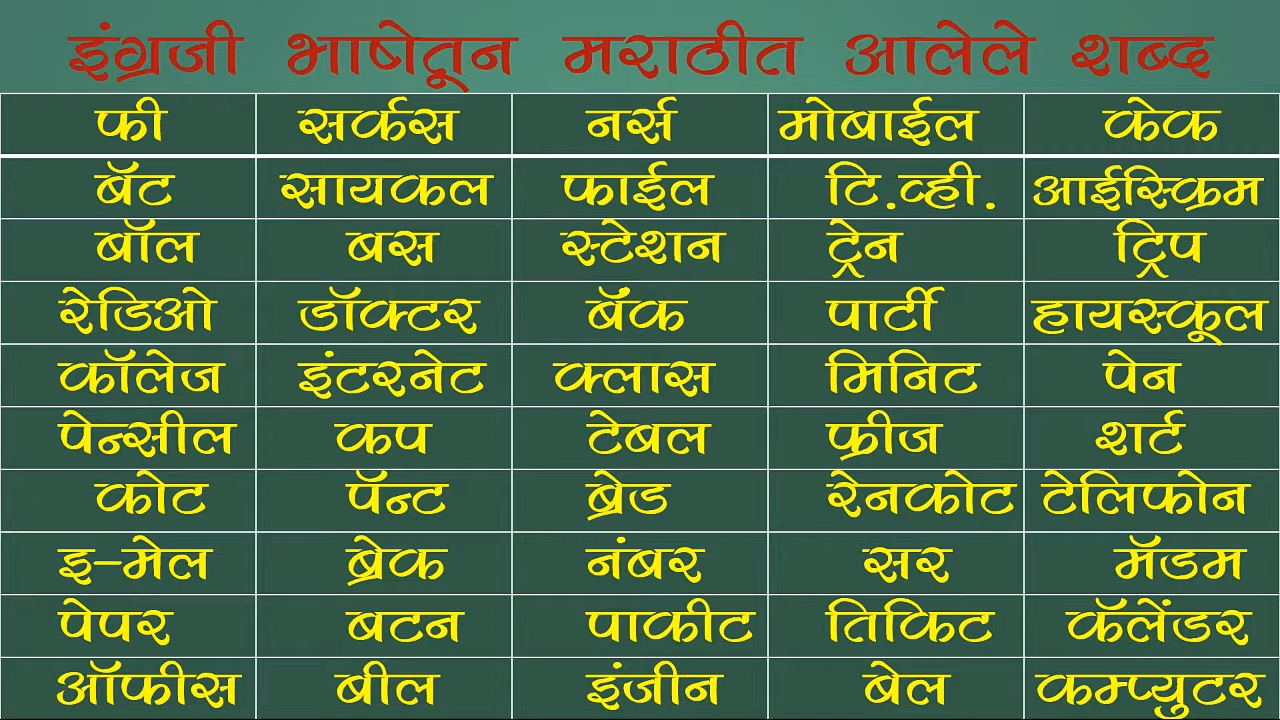 इंग्रजी भाषेतून मराठीत आलेले शब्द
फी सर्कस नर्स मोबाईल केक
बॅट सायकल फाईल टि.व्ही. आईस्क्रिम
बॉल बस स्टेशन ट्रेन ट्रिप
रेडिओ डॉक्टर बॅंक पार्टी हायस्कूल
कॉलेज इंटरनेट क्लास मिनिट पेन
पेन्सील कप टेबल फ्रीज शर्ट
कोट पॅन्ट ब्रेड रेनकोट टेलिफोन
इ-मेल ब्रेक नंबर सर मॅडम
पेपर बटन पाकीट तिकिट कॅलेंडर
ऑफीस बील इंजीन बेल कम्प्युटर